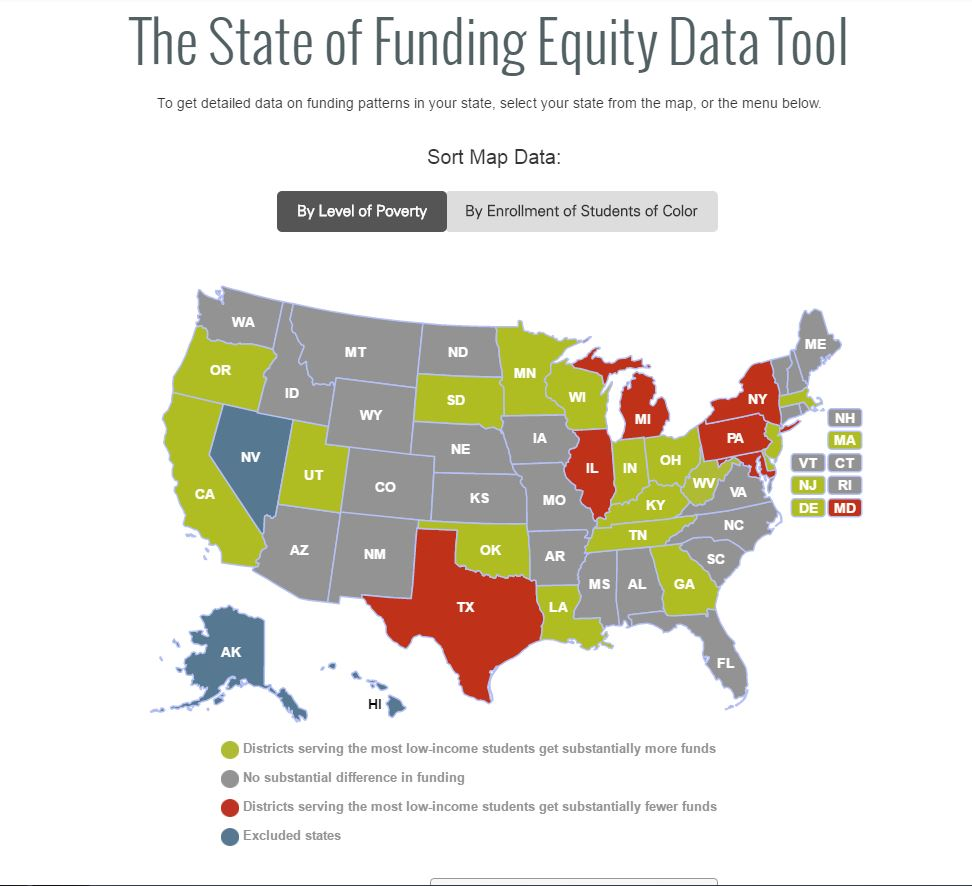 The State of Funding Equity Data Tool
To get detailed data on funding patterns in your state, select your state from the map, or the menu below.
Sort Map Data:
By Level of Poverty
By Enrollment of Students of Color
WA
MT
ND
ME
OR
MN
ID
SD
WI
NY
WY
MI
NH
IA
PA
MA
NE
NV
IL
IN
OH
VT
CT
UT
WV
CO
NJ
RI
CA
KS
MO
VA
KY
DE
MD
NC
TN
AZ
NM
OK
AR
SC
MS
AL
GA
TX
LA
AK
FL
HI
Districts serving the most low-income students get substantially more funds
No substantial difference in funding
Districts serving the most low-income students get substantially fewer funds
Excluded states